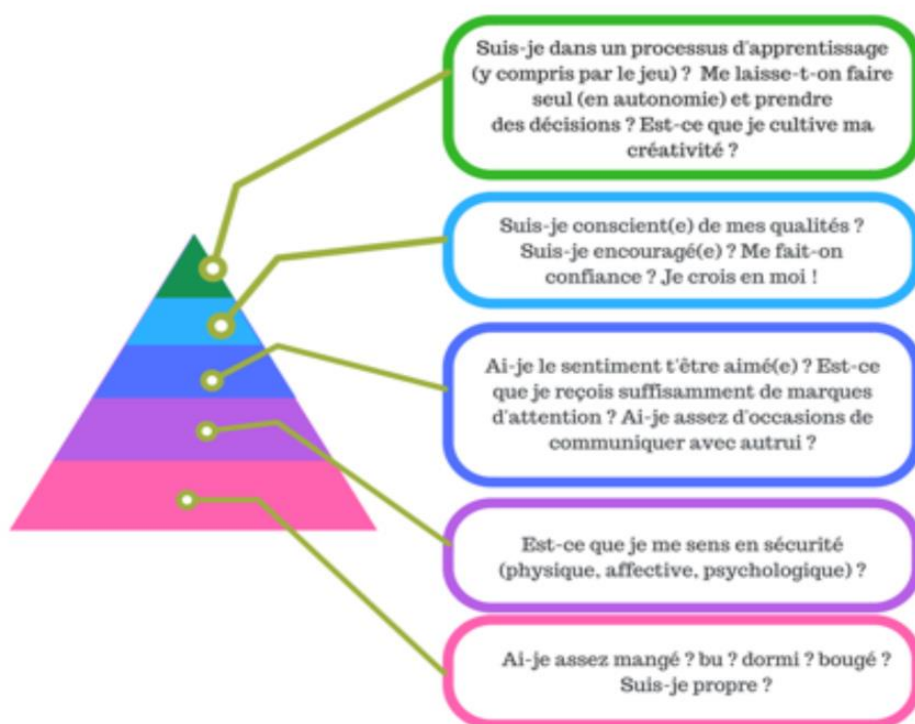 Suis-je dans un processus d'apprentissage
(y compris par le jeu) ? Me laisse-t-on faire
seul (en autonomie) et prendre
des décisions ? Est-ce que je cultive ma
créativité ?
Suis-je conscient(e) de mes qualités ?
Suis-je encouragé(e) ? Me fait-on
confiance ? Je crois en moi !
Ai-je le sentiment t'être aimé(e) ? Est-ce
que je reçois suffisamment de marques
d'attention ? Ai-je assez d'occasions de
communiquer avec autrui ?
Est-ce que je me sens en sécurité
(physique, affective, psychologique) ?
Ai-je assez mangé ? bu ? dormi ? bougé ?
Suis-je propre ?